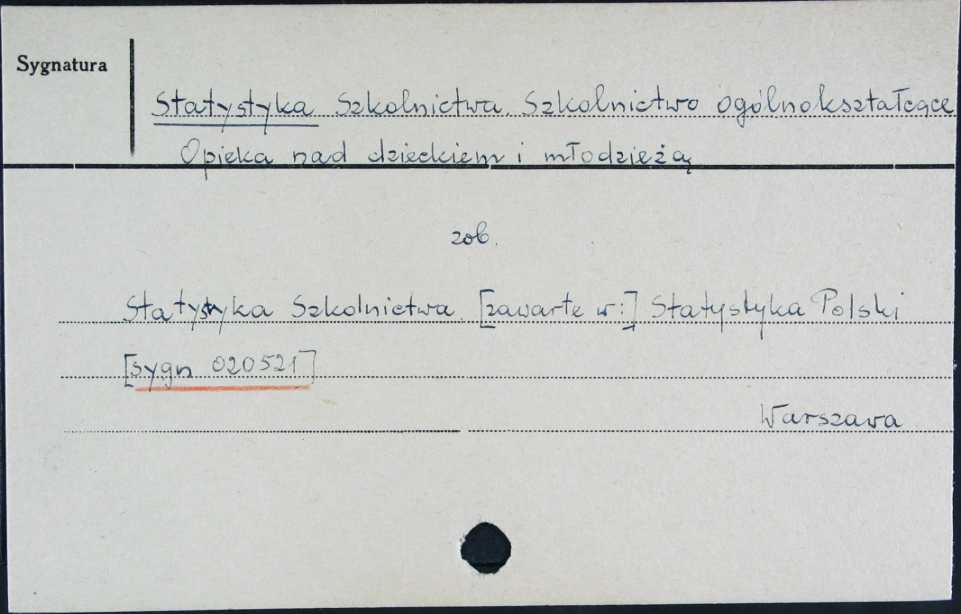 Sygnatura
Statystyka Szkolnictwa. Szkolnictwo ogólnokształcące
Opieka nad dzieckiem i młodzieżą
zob.
Statystyka Szkolnictwa. [zawarte w:] Statystyka Polski
[sygn 020521]
Warszawa